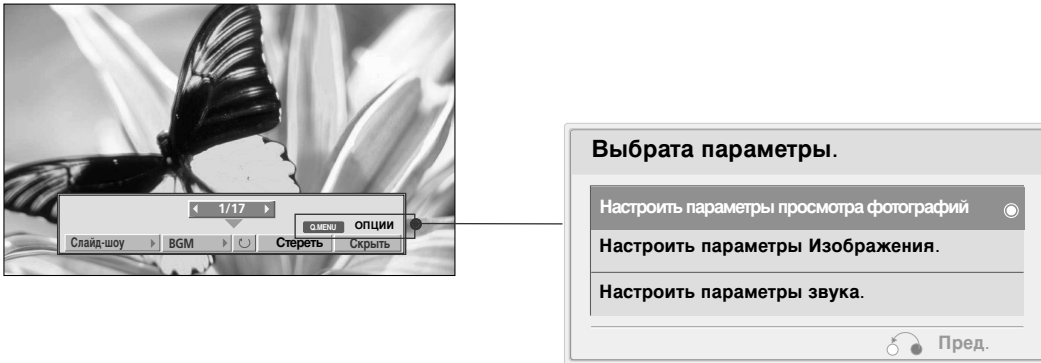 1/17
Q.MENU ОПЦИИ
Слайд-шоу BGM Стереть Скрыть
Выбрата параметры.
Настроить параметры просмотра фотографий
Настроить параметры Изображения.
Настроить параметры звука.
Пред.